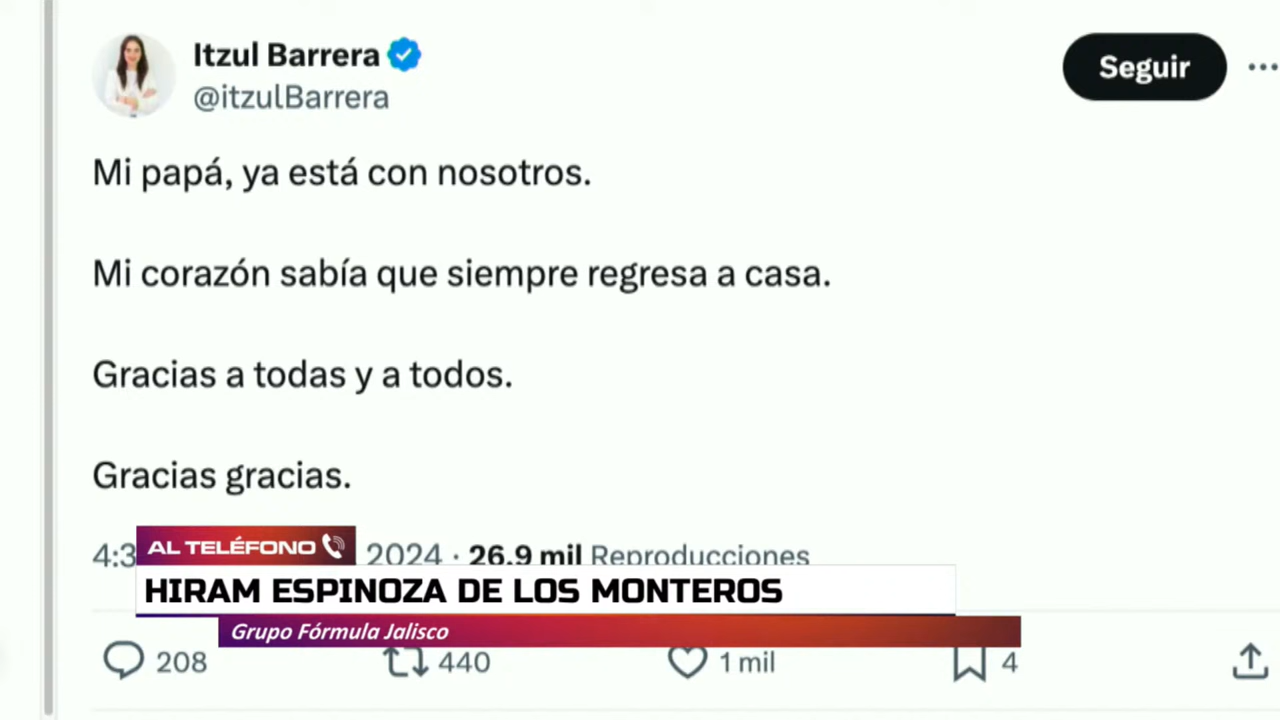 Itzul Barrera
@itzulBarrera
Seguir
Mi papá, ya está con nosotros.
Mi corazón sabía que siempre regresa a casa.
Gracias a todas y a todos.
Gracias gracias.
4:3
2024 · 26.9 mil Reproducciones
AL TELÉFONO
HIRAM ESPINOZA DE LOS MONTEROS
Grupo Fórmula Jalisco
208
440
1 mil
4